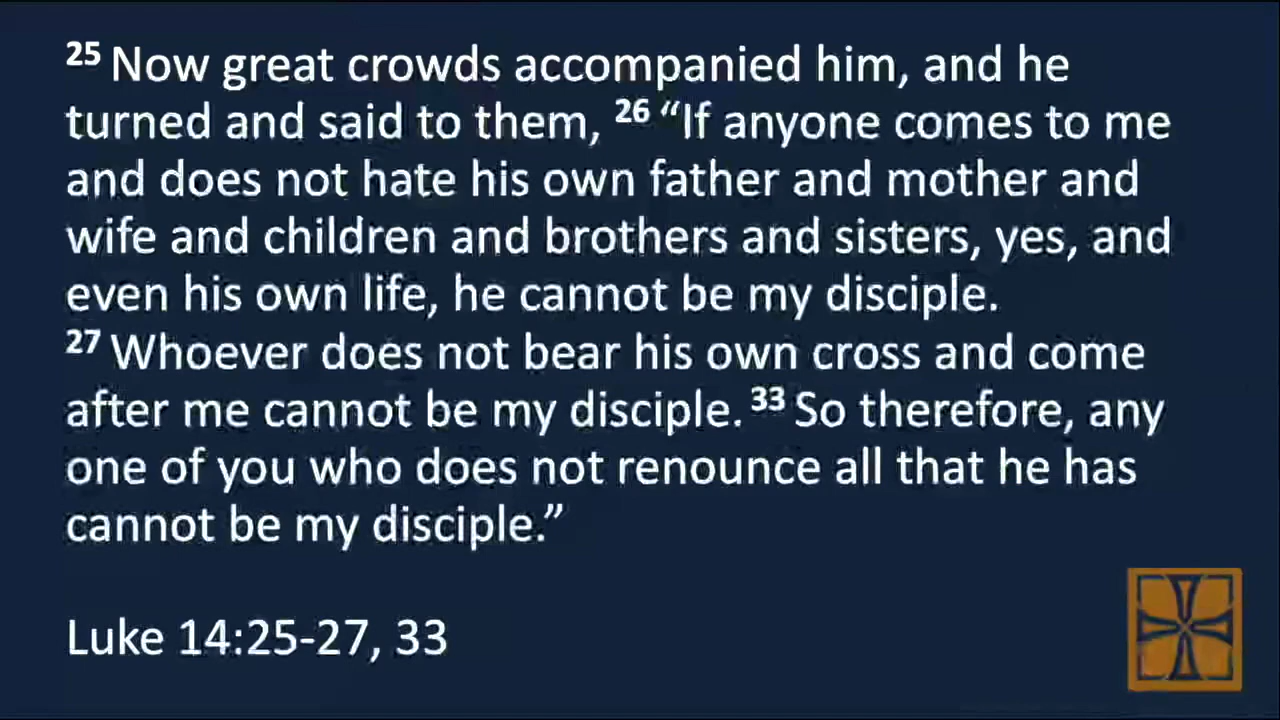 25 Now great crowds accompanied him, and he
turned and said to them, 26 “If anyone comes to me
and does not hate his own father and mother and
wife and children and brothers and sisters, yes, and
even his own life, he cannot be my disciple.
27 Whoever does not bear his own cross and come
after me cannot be my disciple. 33 So therefore, any
one of you who does not renounce all that he has
cannot be my disciple.”
Luke 14:25-27, 33